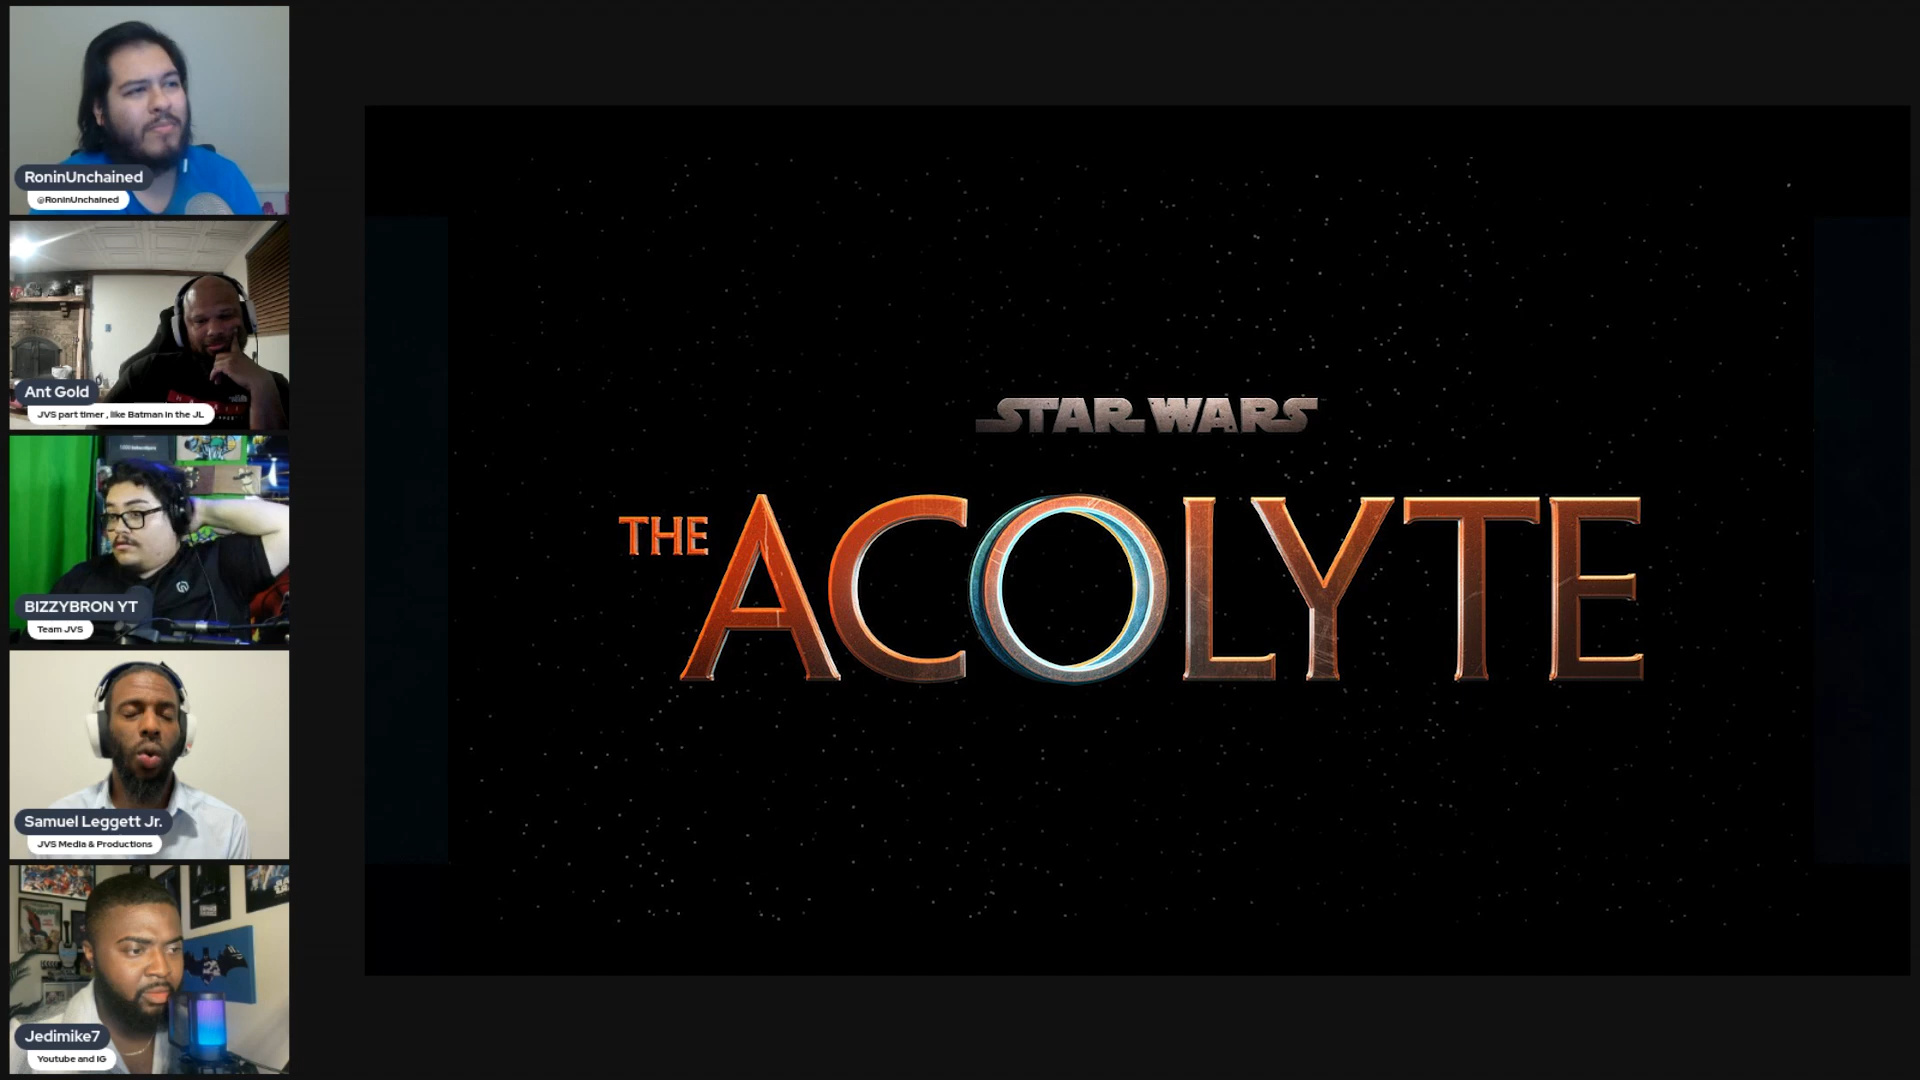 RoninUnchained
@RoninUnchained
Ant Gold
JVS part timer , like Batman in the JL
BIZZYBRON YT
Team JVS
Samuel Leggett Jr.
JVS Media & Productions
Jedimike7
Youtube and IG
STAR WARS
THE ACOLYTE